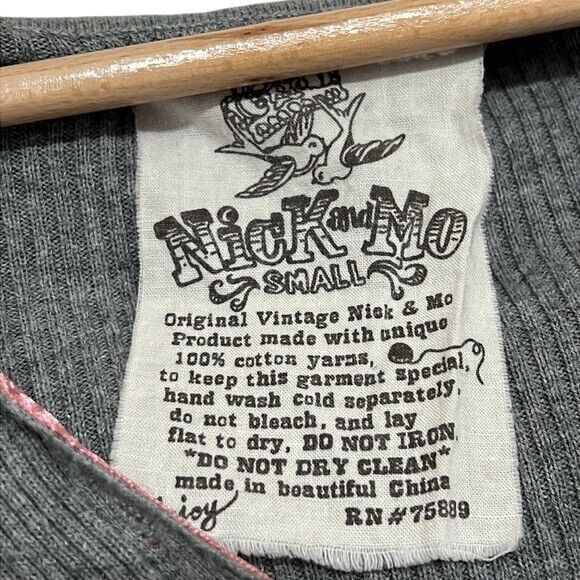 Nick and Mo
SMALL
Original Vintage Nick & Mo
Product made with unique
100% cotton yarns,
to keep this garment special,
hand wash cold separately,
do not bleach, and lay
flat to dry, DO NOT IRON.
*DO NOT DRY CLEAN*
made in beautiful China
RN#75889